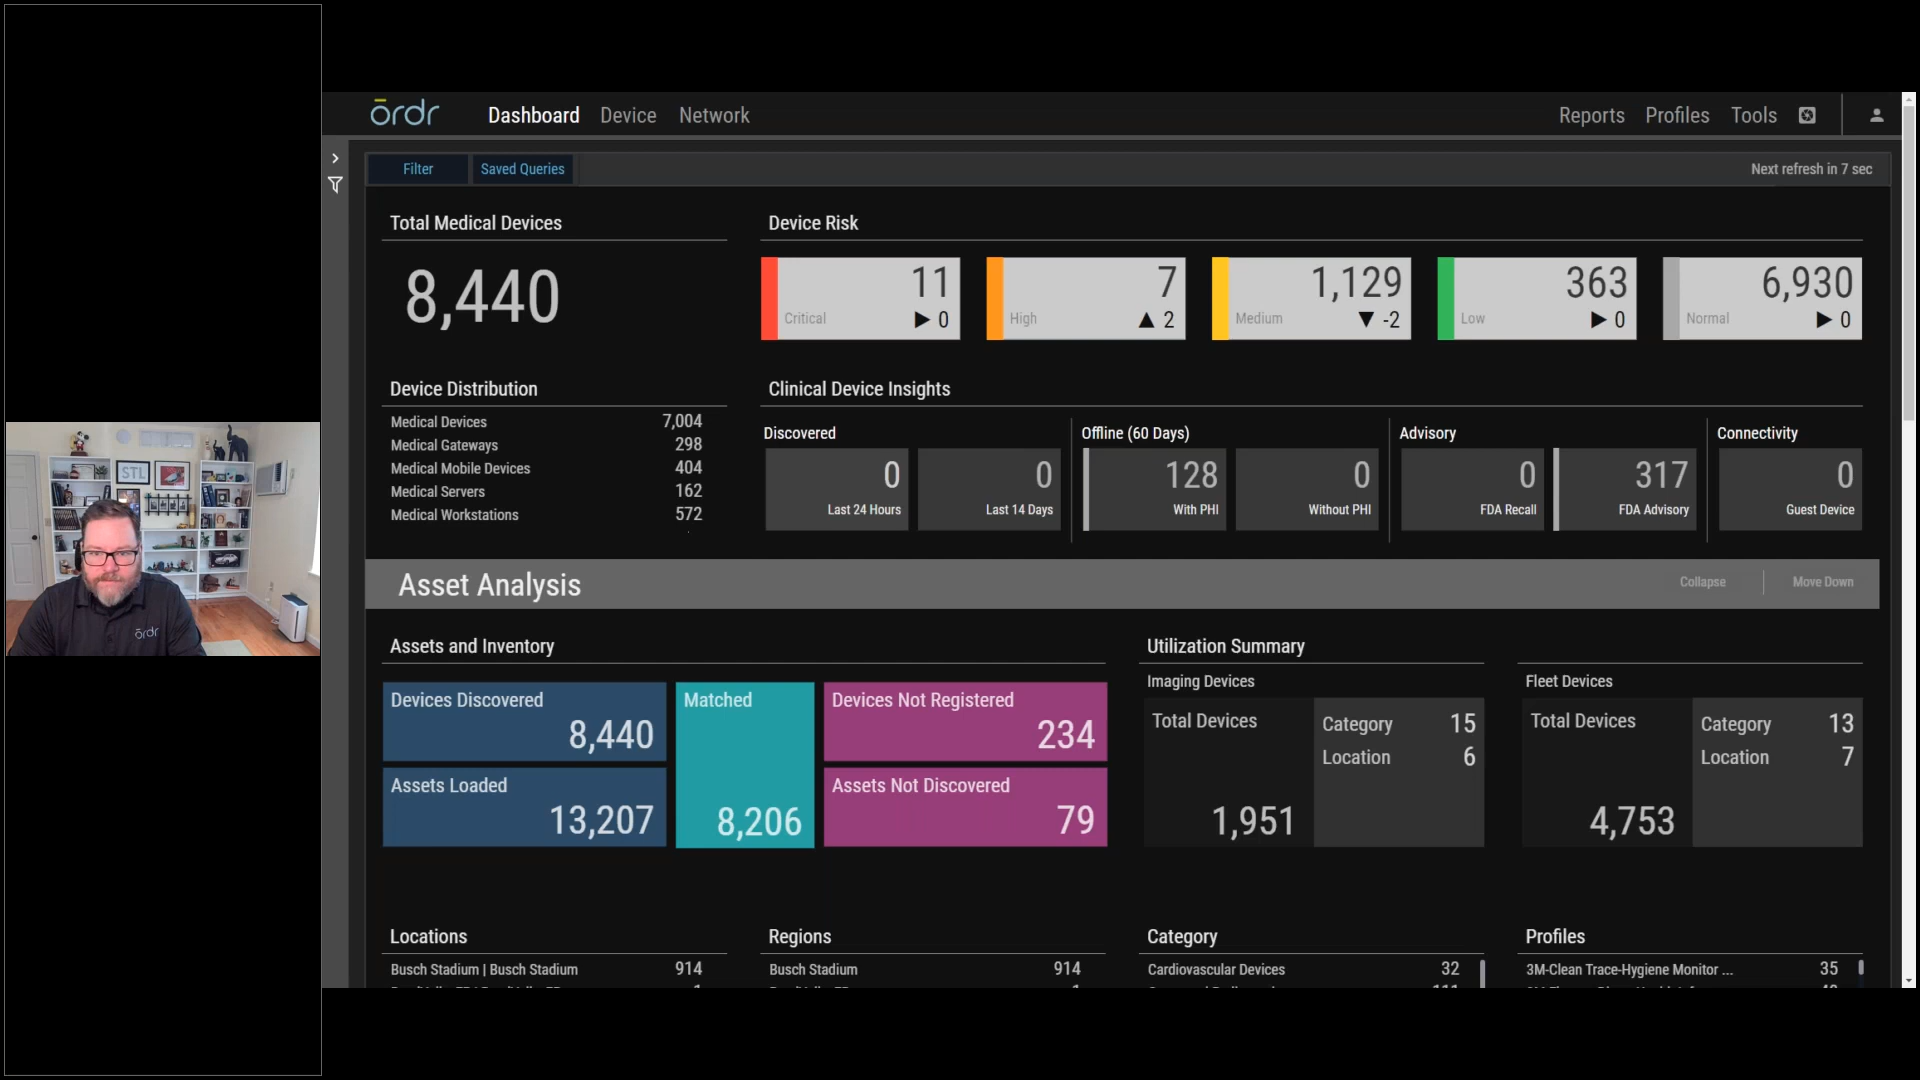 ōrdr
Dashboard
Device
Network
Reports
Profiles
Tools
Filter
Saved Queries
Next refresh in 7 sec
Total Medical Devices
8,440
Device Risk
11
Critical
▶ 0
7
High
▲ 2
1,129
Medium
▼ -2
363
Low
▶ 0
6,930
Normal
▶ 0
Device Distribution
Medical Devices 7,004
Medical Gateways 298
Medical Mobile Devices 404
Medical Servers 162
Medical Workstations 572
Clinical Device Insights
Discovered
0
Last 24 Hours
0
Last 14 Days
Offline (60 Days)
128
With PHI
0
Without PHI
Advisory
0
FDA Recall
317
FDA Advisory
Connectivity
0
Guest Device
Asset Analysis
Collapse
Move Down
Assets and Inventory
Devices Discovered
8,440
Assets Loaded
13,207
Matched
8,206
Devices Not Registered
234
Assets Not Discovered
79
Utilization Summary
Imaging Devices
Total Devices
1,951
Category 15
Location 6
Fleet Devices
Total Devices
4,753
Category 13
Location 7
Locations
Busch Stadium | Busch Stadium 914
Regions
Busch Stadium 914
Category
Cardiovascular Devices 32
Profiles
3M-Clean Trace-Hygiene Monitor ... 35
STL
ōrdr